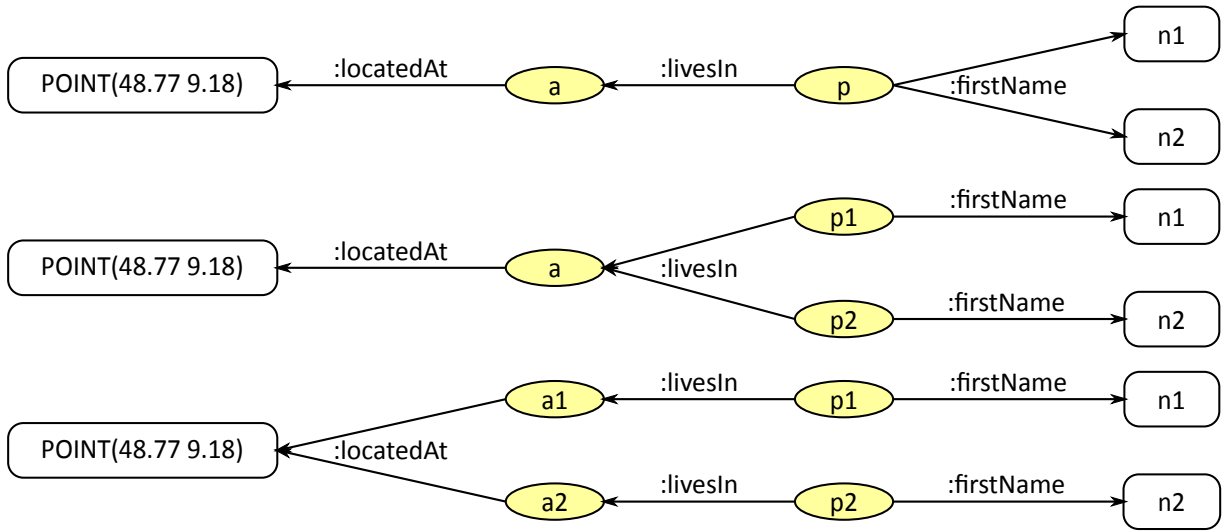 n1
:locatedAt :livesIn
POINT(48.77 9.18) a p :firstName
n2
:firstName
p1 n1
:locatedAt
POINT(48.77 9.18) a :livesIn
:firstName
p2 n2
:livesIn :firstName
a1 p1 n1
POINT(48.77 9.18) :locatedAt
:livesIn :firstName
a2 p2 n2